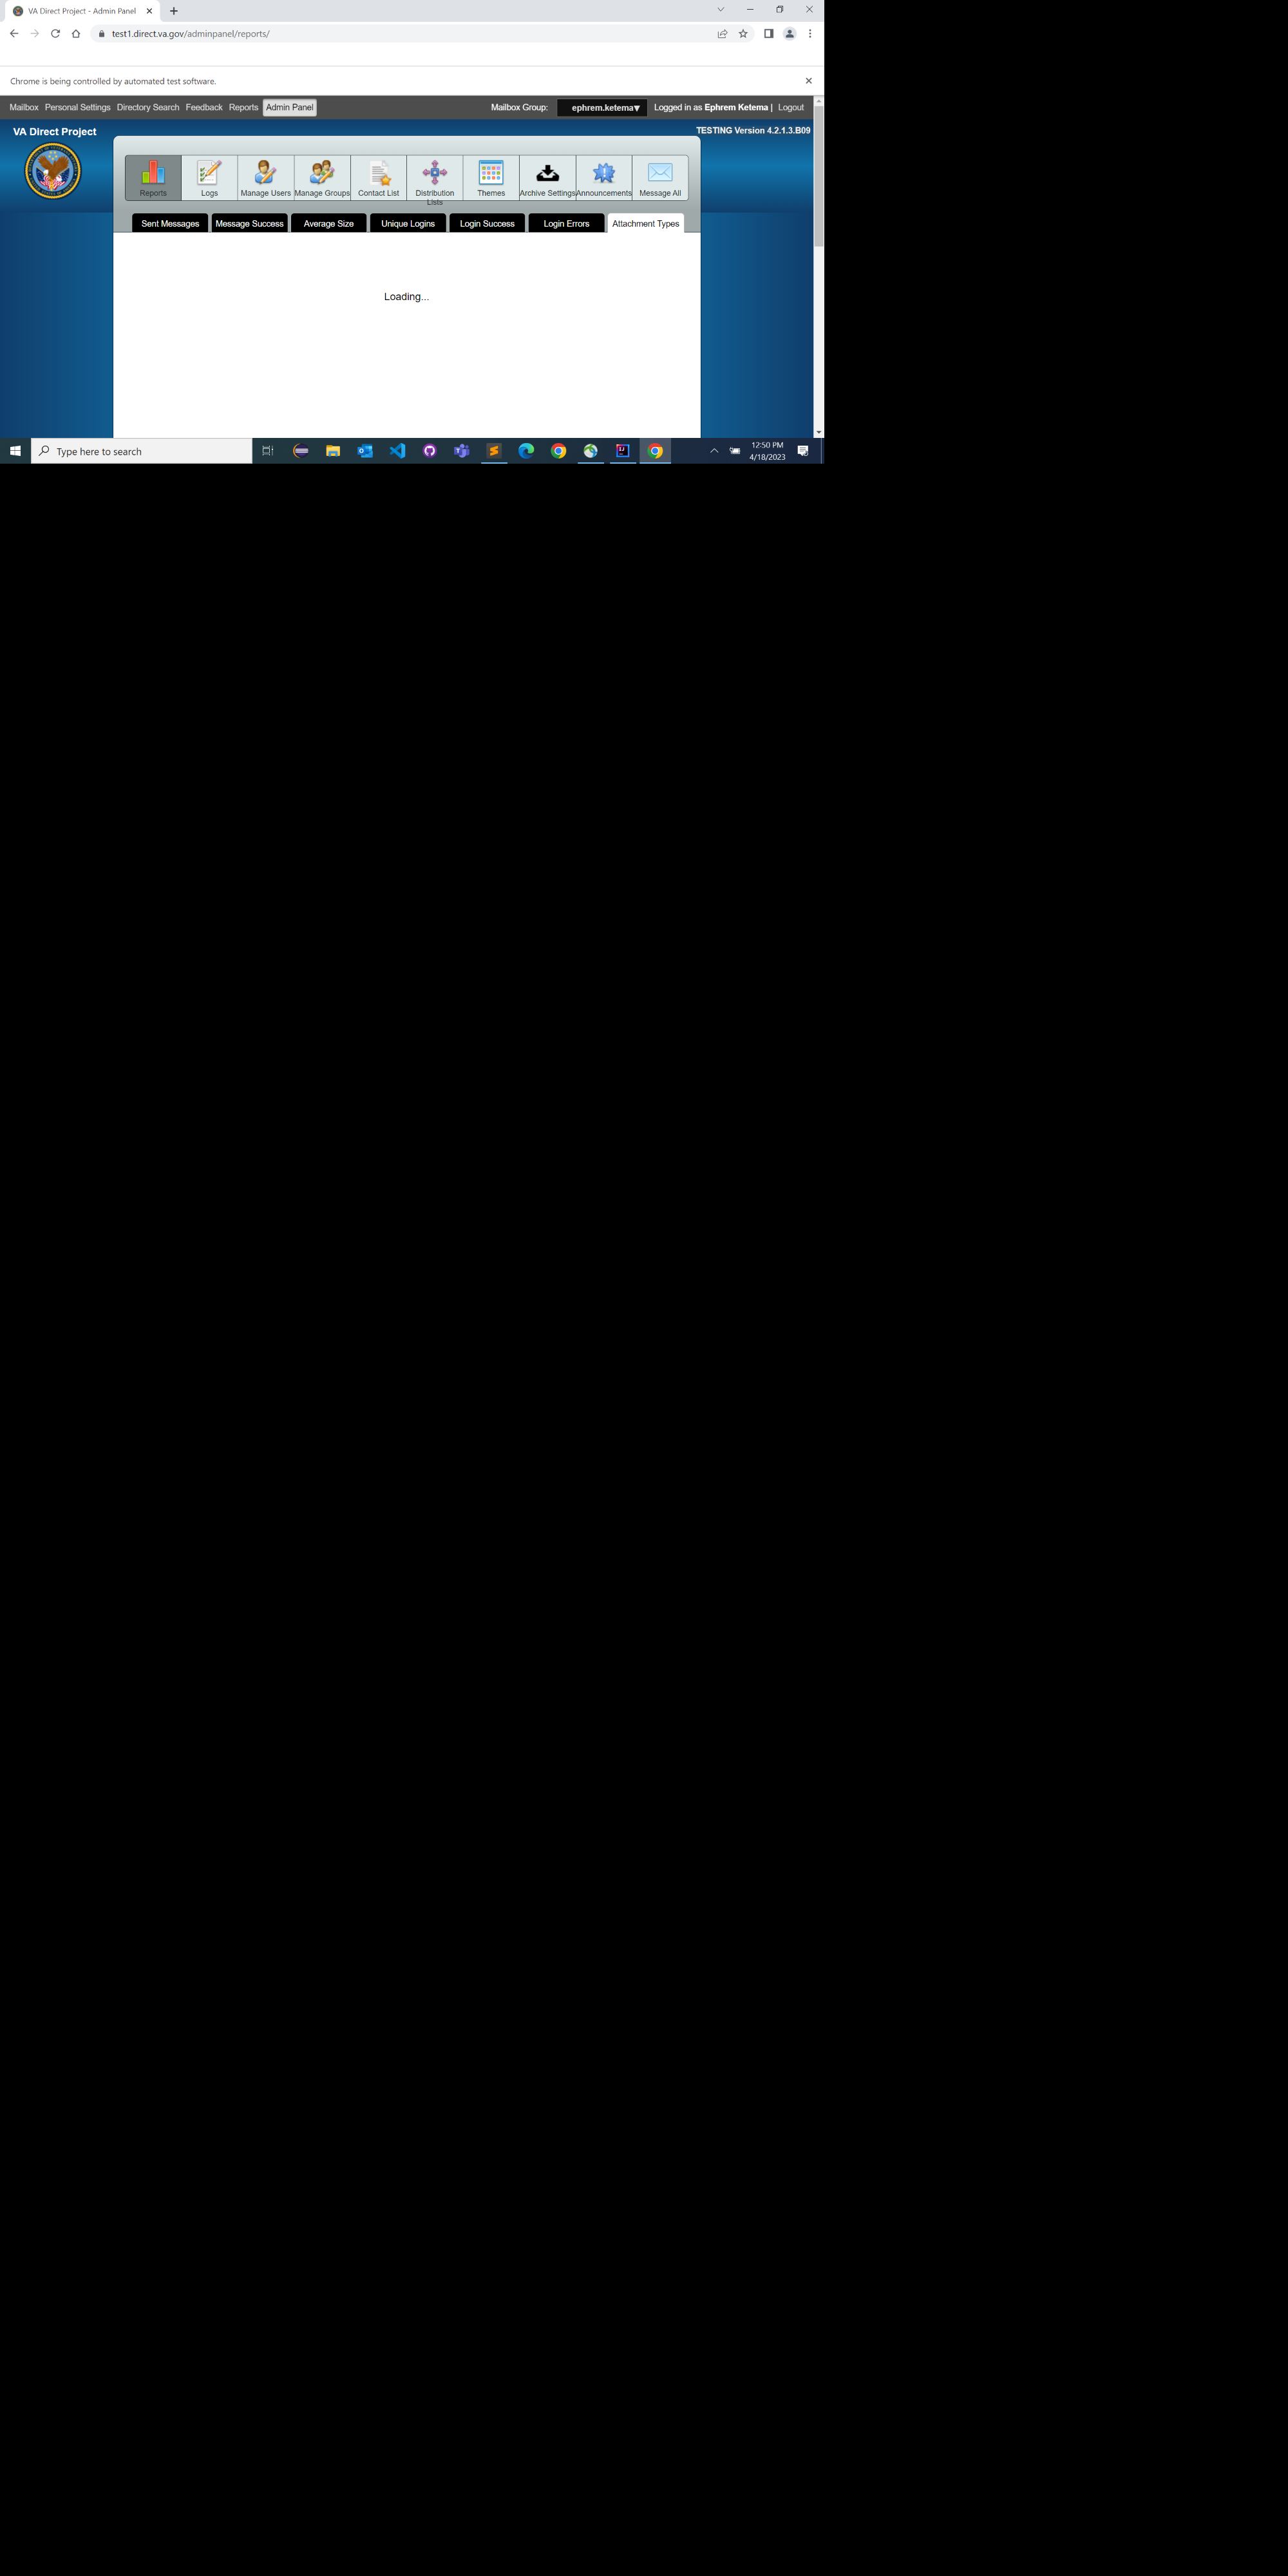 VA Direct Project - Admin Panel
test1.direct.va.gov/adminpanel/reports/
Chrome is being controlled by automated test software.
Mailbox Personal Settings Directory Search Feedback Reports Admin Panel Mailbox Group: ephrem.ketema▾ Logged in as Ephrem Ketema | Logout
VA Direct Project
TESTING Version 4.2.1.3.B09
Reports Logs Manage Users Manage Groups Contact List Distribution Lists Themes Archive Settings Announcements Message All
Sent Messages Message Success Average Size Unique Logins Login Success Login Errors Attachment Types
Loading...
Type here to search
12:50 PM
4/18/2023